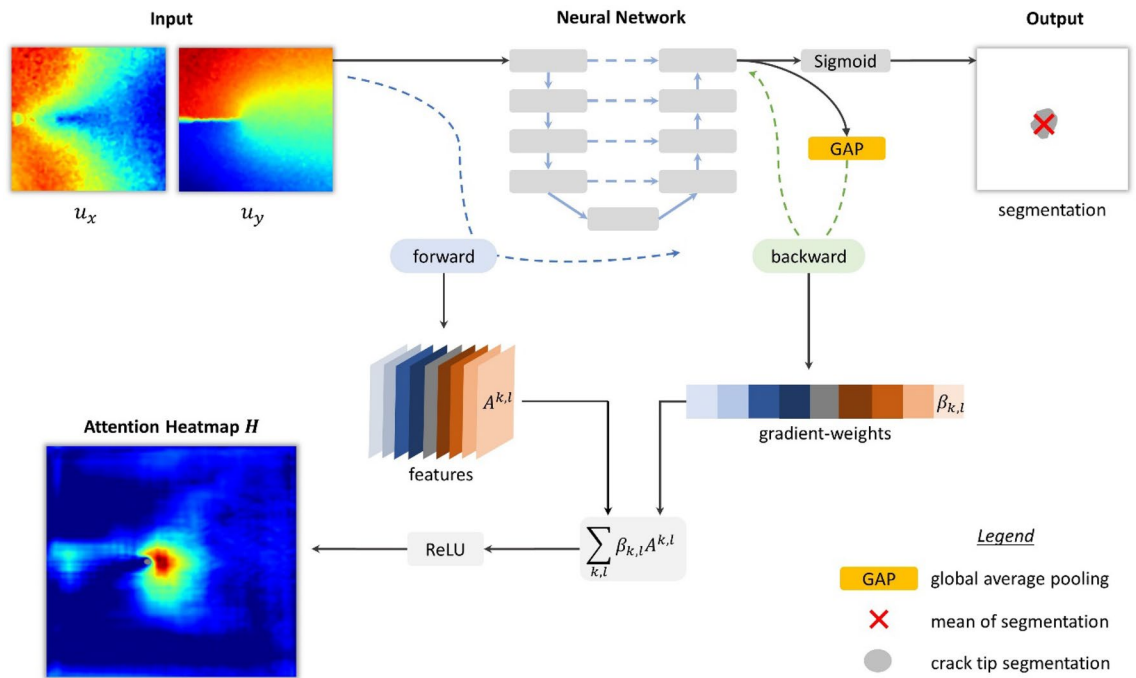 Input
Neural Network
Output
Sigmoid
GAP
u_x
u_y
segmentation
forward
backward
A^{k,l}
β_{k,l}
features
gradient-weights
Attention Heatmap H
∑_{k,l} β_{k,l} A^{k,l}
ReLU
Legend
GAP global average pooling
mean of segmentation
crack tip segmentation